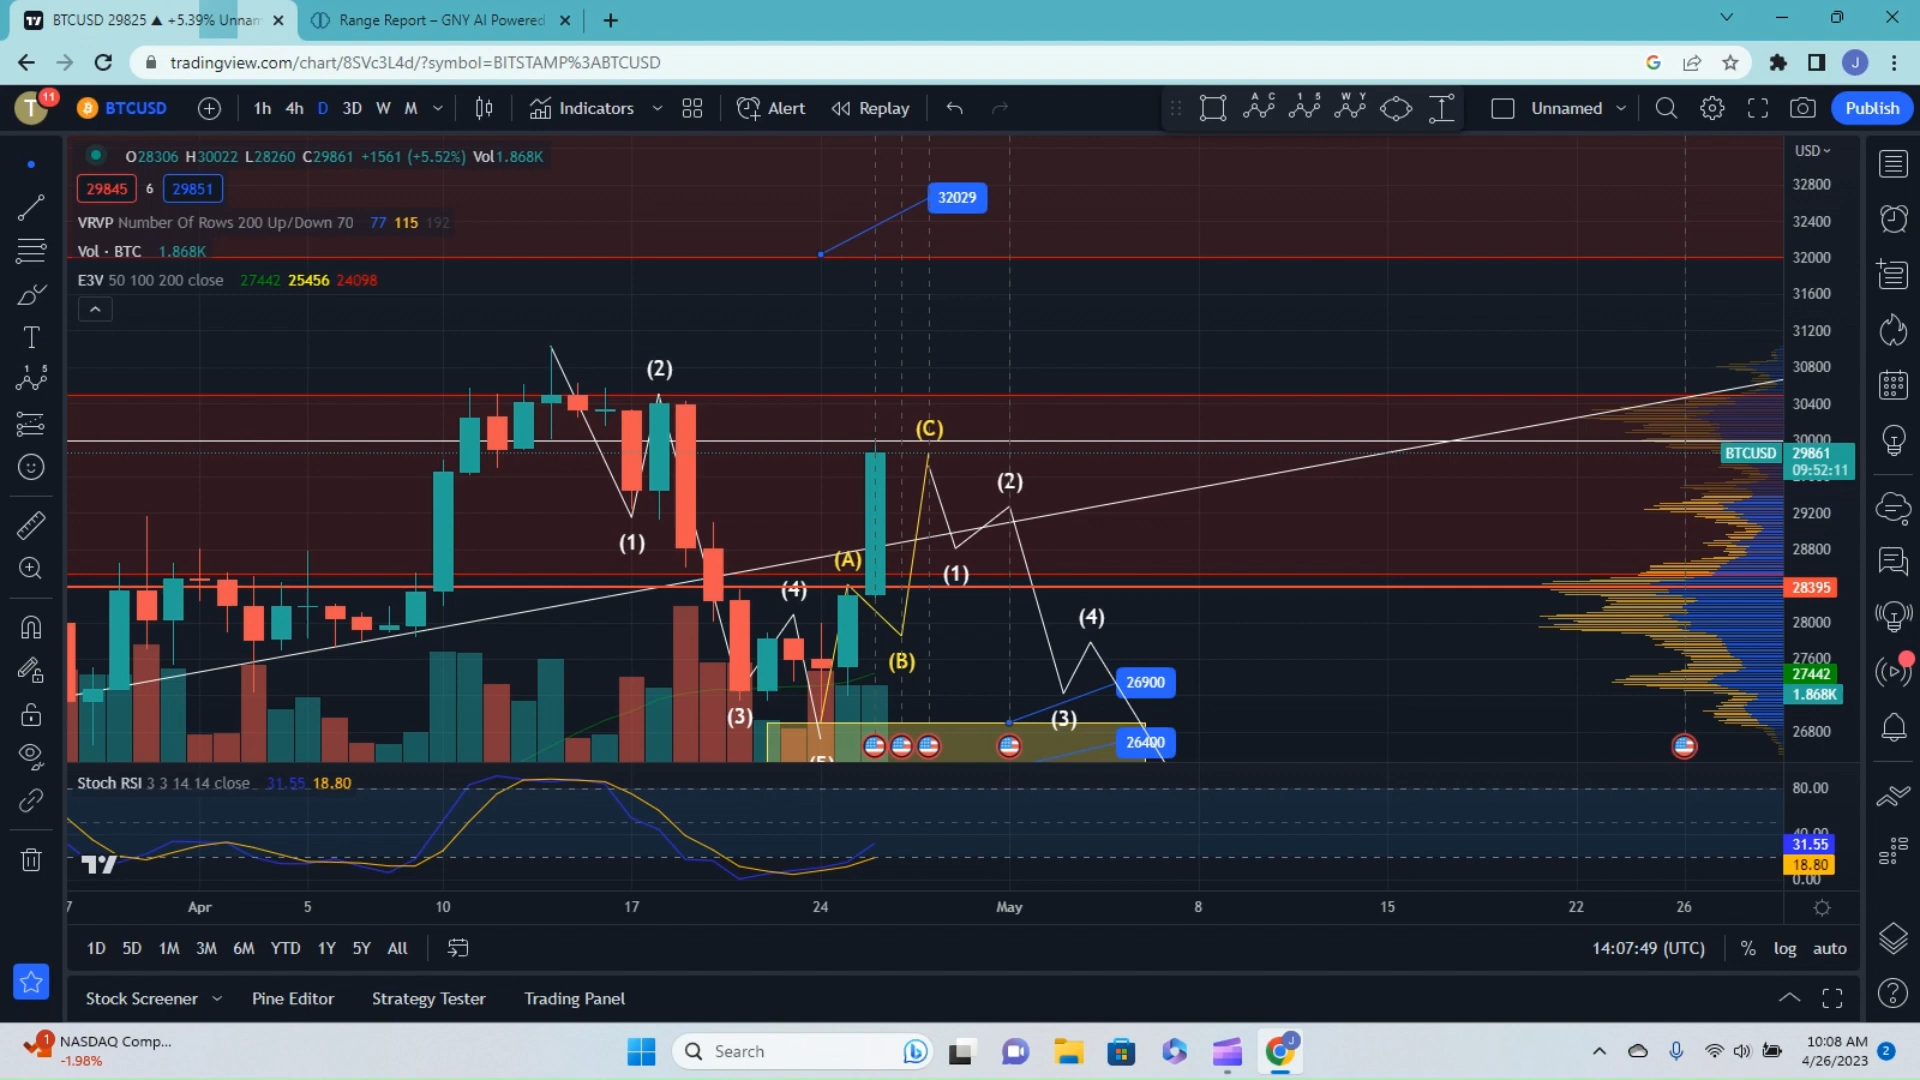 BTCUSD 29825 ▲ +5.39% Unnam
Range Report – GNY AI Powered
tradingview.com/chart/8SVc3L4d/?symbol=BITSTAMP%3ABTCUSD
J
T 11 BTCUSD 1h 4h D 3D W M Indicators Alert Replay A C 1 5 W Y Unnamed Publish
O28306 H30022 L28260 C29861 +1561 (+5.52%) Vol1.868K
29845 6 29851
VRVP Number Of Rows 200 Up/Down 70 77 115 192
Vol · BTC 1.868K
E3V 50 100 200 close 27442 25456 24098
USD
32800
32400
32000
31600
31200
30800
30400
30000
BTCUSD 29861
09:52:11
29200
28800
28395
28000
27600
27442
1.868K
26800
32029
(2)
(C)
(2)
(1)
(A)
(1)
(4)
(4)
(B)
26900
(3)
(3)
26400
Stoch RSI 3 3 14 14 close 31.55 18.80
80.00
40.00
31.55
18.80
0.00
7 Apr 5 10 17 24 May 8 15 22 26
1D 5D 1M 3M 6M YTD 1Y 5Y All
14:07:49 (UTC) % log auto
Stock Screener Pine Editor Strategy Tester Trading Panel
1 NASDAQ Comp...
-1.98%
Search
J
10:08 AM
4/26/2023
2